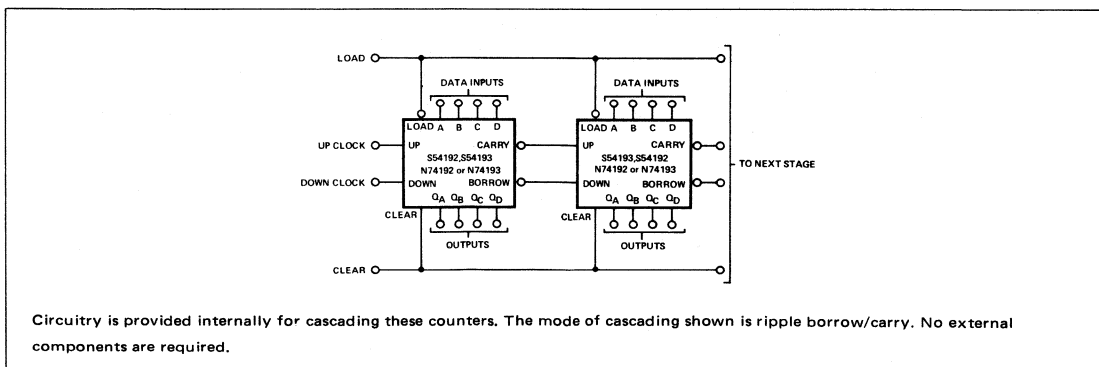 LOAD
DATA INPUTS
DATA INPUTS
LOAD A B C D
LOAD A B C D
UP CLOCK
UP CARRY
UP CARRY
S54192,S54193
N74192 or N74193
S54193,S54192
N74192 or N74193
TO NEXT STAGE
DOWN CLOCK
DOWN BORROW
DOWN BORROW
QA QB QC QD
QA QB QC QD
CLEAR
CLEAR
OUTPUTS
OUTPUTS
CLEAR
Circuitry is provided internally for cascading these counters. The mode of cascading shown is ripple borrow/carry. No external
components are required.